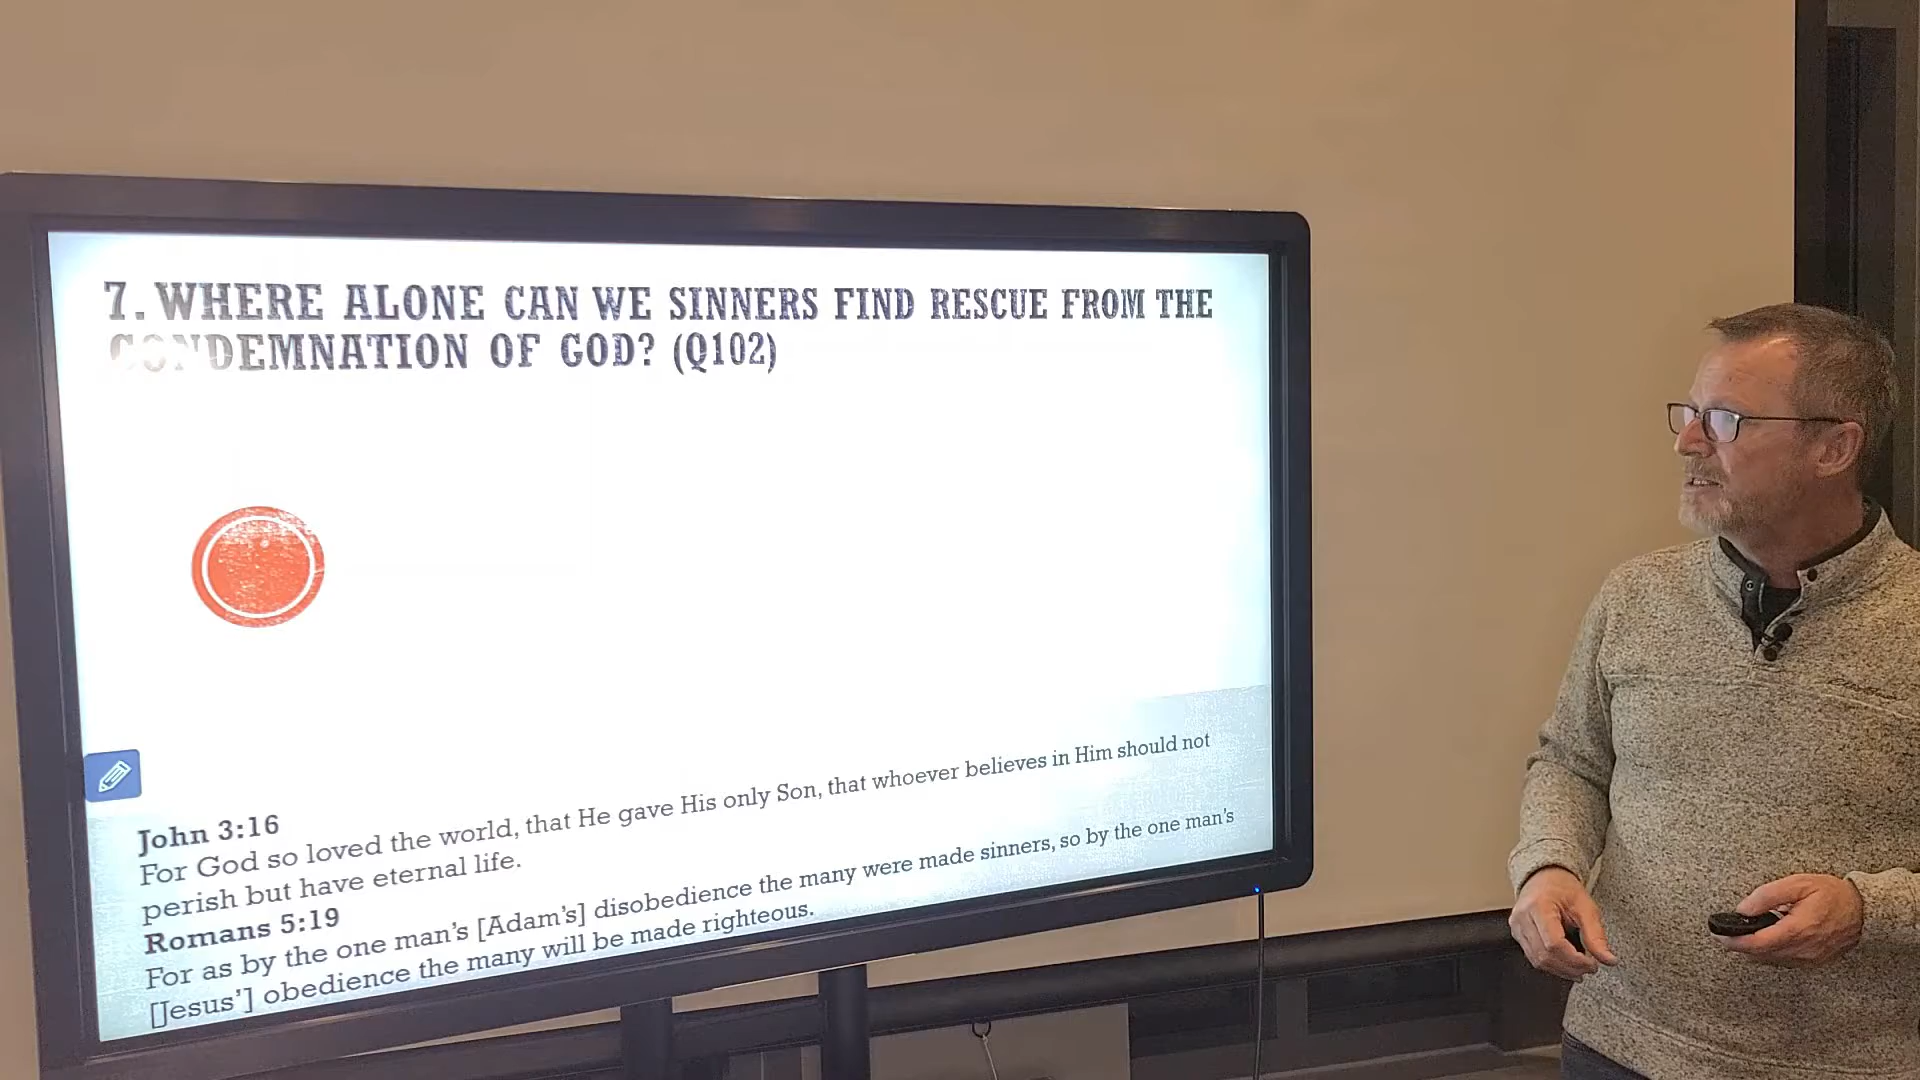 7. WHERE ALONE CAN WE SINNERS FIND RESCUE FROM THE
CONDEMNATION OF GOD? (Q102)
John 3:16
For God so loved the world, that He gave His only Son, that whoever believes in Him should not
perish but have eternal life.
Romans 5:19
For as by the one man's [Adam's] disobedience the many were made sinners, so by the one man's
[Jesus'] obedience the many will be made righteous.